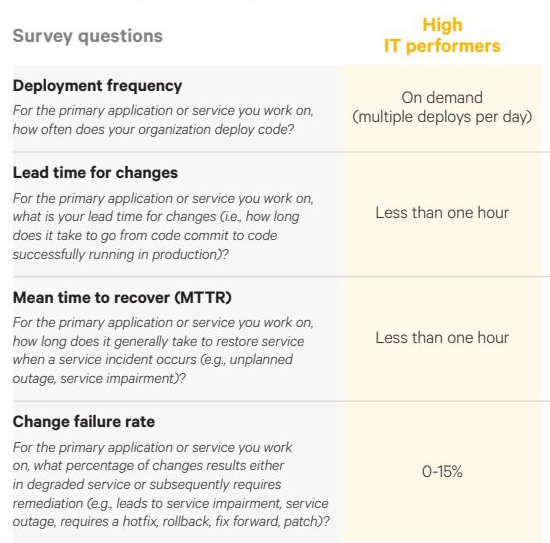 Survey questions
High
IT performers
Deployment frequency
For the primary application or service you work on,
how often does your organization deploy code?
On demand
(multiple deploys per day)
Lead time for changes
For the primary application or service you work on,
what is your lead time for changes (i.e., how long
does it take to go from code commit to code
successfully running in production)?
Less than one hour
Mean time to recover (MTTR)
For the primary application or service you work on,
how long does it generally take to restore service
when a service incident occurs (e.g., unplanned
outage, service impairment)?
Less than one hour
Change failure rate
For the primary application or service you work
on, what percentage of changes results either
in degraded service or subsequently requires
remediation (e.g., leads to service impairment, service
outage, requires a hotfix, rollback, fix forward, patch)?
0-15%